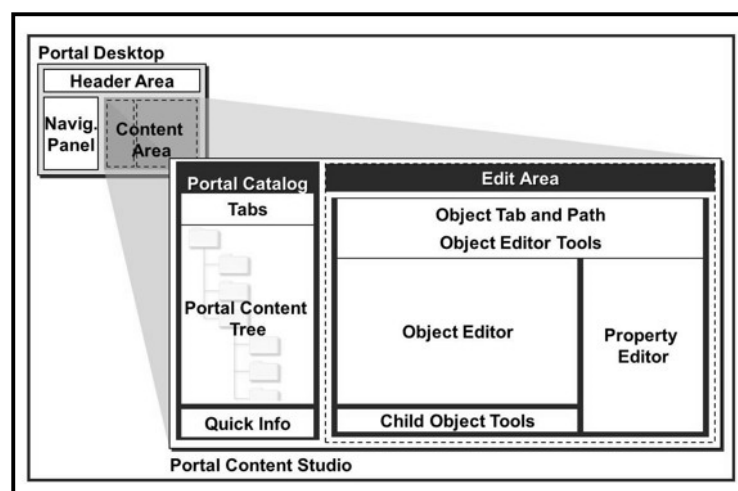 Portal Desktop
Header Area
Navig.
Panel
Content
Area
Portal Catalog
Tabs
Portal Content
Tree
Quick Info
Edit Area
Object Tab and Path
Object Editor Tools
Object Editor
Property
Editor
Child Object Tools
Portal Content Studio